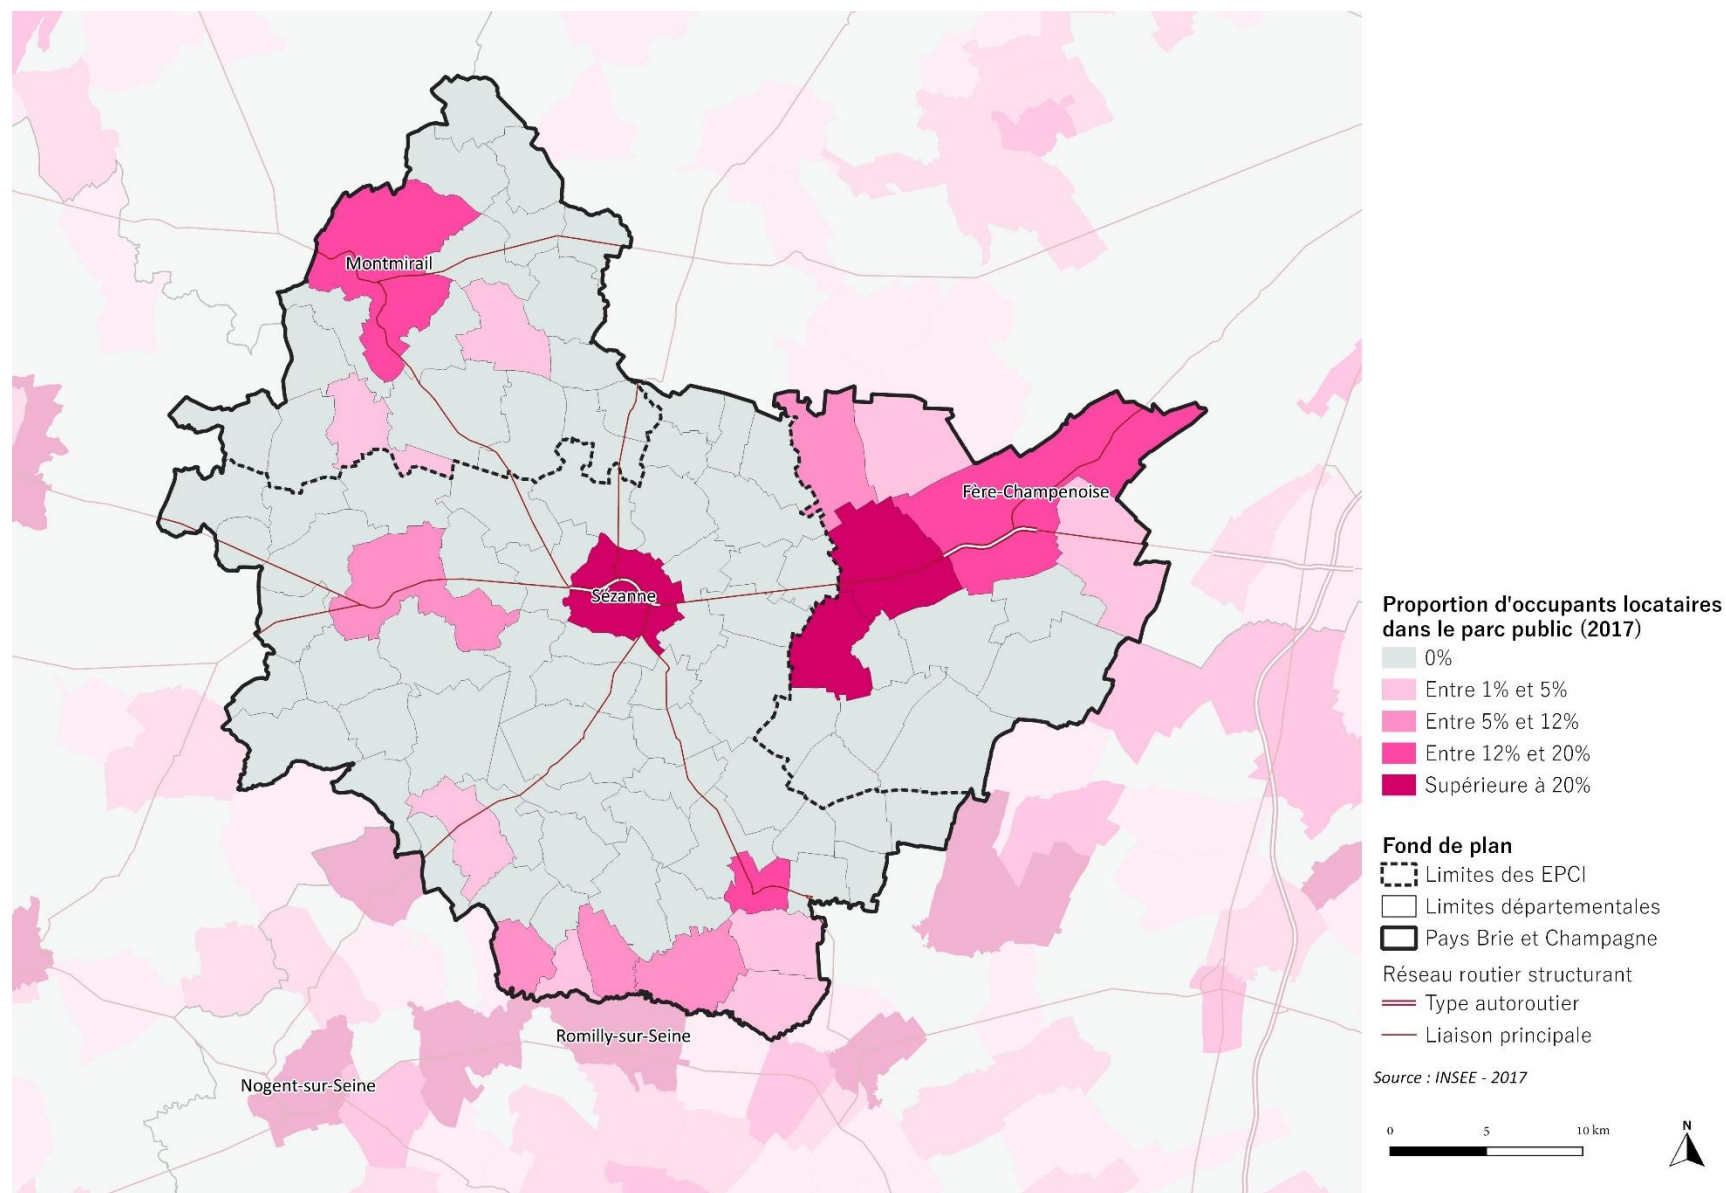 Montmirail
Fère-Champenoise
Sézanne
Romilly-sur-Seine
Nogent-sur-Seine
Proportion d'occupants locataires
dans le parc public (2017)
0%
Entre 1% et 5%
Entre 5% et 12%
Entre 12% et 20%
Supérieure à 20%
Fond de plan
Limites des EPCI
Limites départementales
Pays Brie et Champagne
Réseau routier structurant
Type autoroutier
Liaison principale
Source : INSEE - 2017
0 5 10 km
N